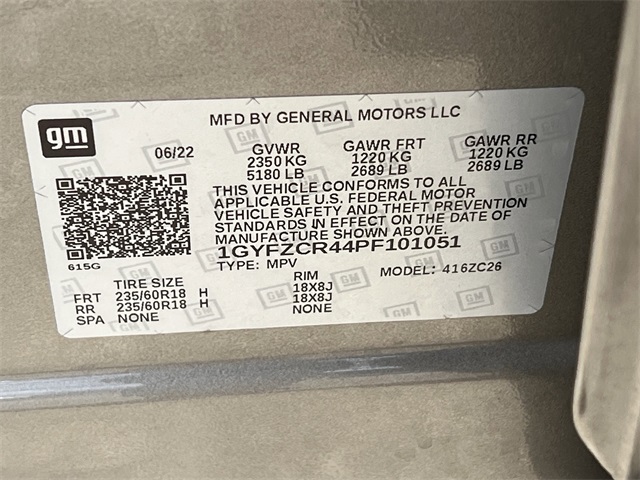 MFD BY GENERAL MOTORS LLC
gm
06/22 GVWR GAWR FRT GAWR RR
2350 KG 1220 KG 1220 KG
5180 LB 2689 LB 2689 LB
THIS VEHICLE CONFORMS TO ALL
APPLICABLE U.S. FEDERAL MOTOR
VEHICLE SAFETY AND THEFT PREVENTION
STANDARDS IN EFFECT ON THE DATE OF
MANUFACTURE SHOWN ABOVE.
1GYFZCR44PF101051
615G
TYPE: MPV MODEL: 416ZC26
TIRE SIZE RIM
FRT 235/60R18 H 18X8J
RR 235/60R18 H 18X8J
SPA NONE NONE